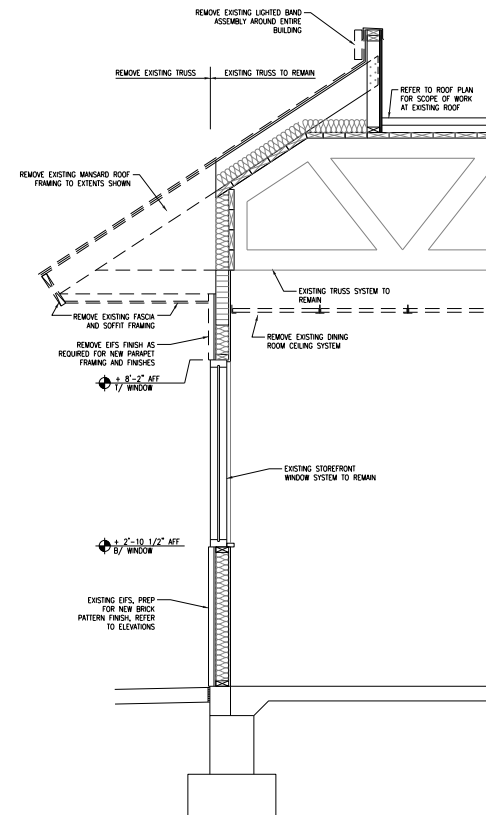 REMOVE EXISTING LIGHTED BAND
ASSEMBLY AROUND ENTIRE
BUILDING
REMOVE EXISTING TRUSS
EXISTING TRUSS TO REMAIN
REFER TO ROOF PLAN
FOR SCOPE OF WORK
AT EXISTING ROOF
REMOVE EXISTING MANSARD ROOF
FRAMING TO EXTENTS SHOWN
EXISTING TRUSS SYSTEM TO
REMAIN
REMOVE EXISTING FASCIA
AND SOFFIT FRAMING
REMOVE EXISTING DINING
ROOM CEILING SYSTEM
REMOVE EIFS FINISH AS
REQUIRED FOR NEW PARAPET
FRAMING AND FINISHES
+ 8'-2" AFF
T/ WINDOW
EXISTING STOREFRONT
WINDOW SYSTEM TO REMAIN
+ 2'-10 1/2" AFF
B/ WINDOW
EXISTING EIFS, PREP
FOR NEW BRICK
PATTERN FINISH, REFER
TO ELEVATIONS